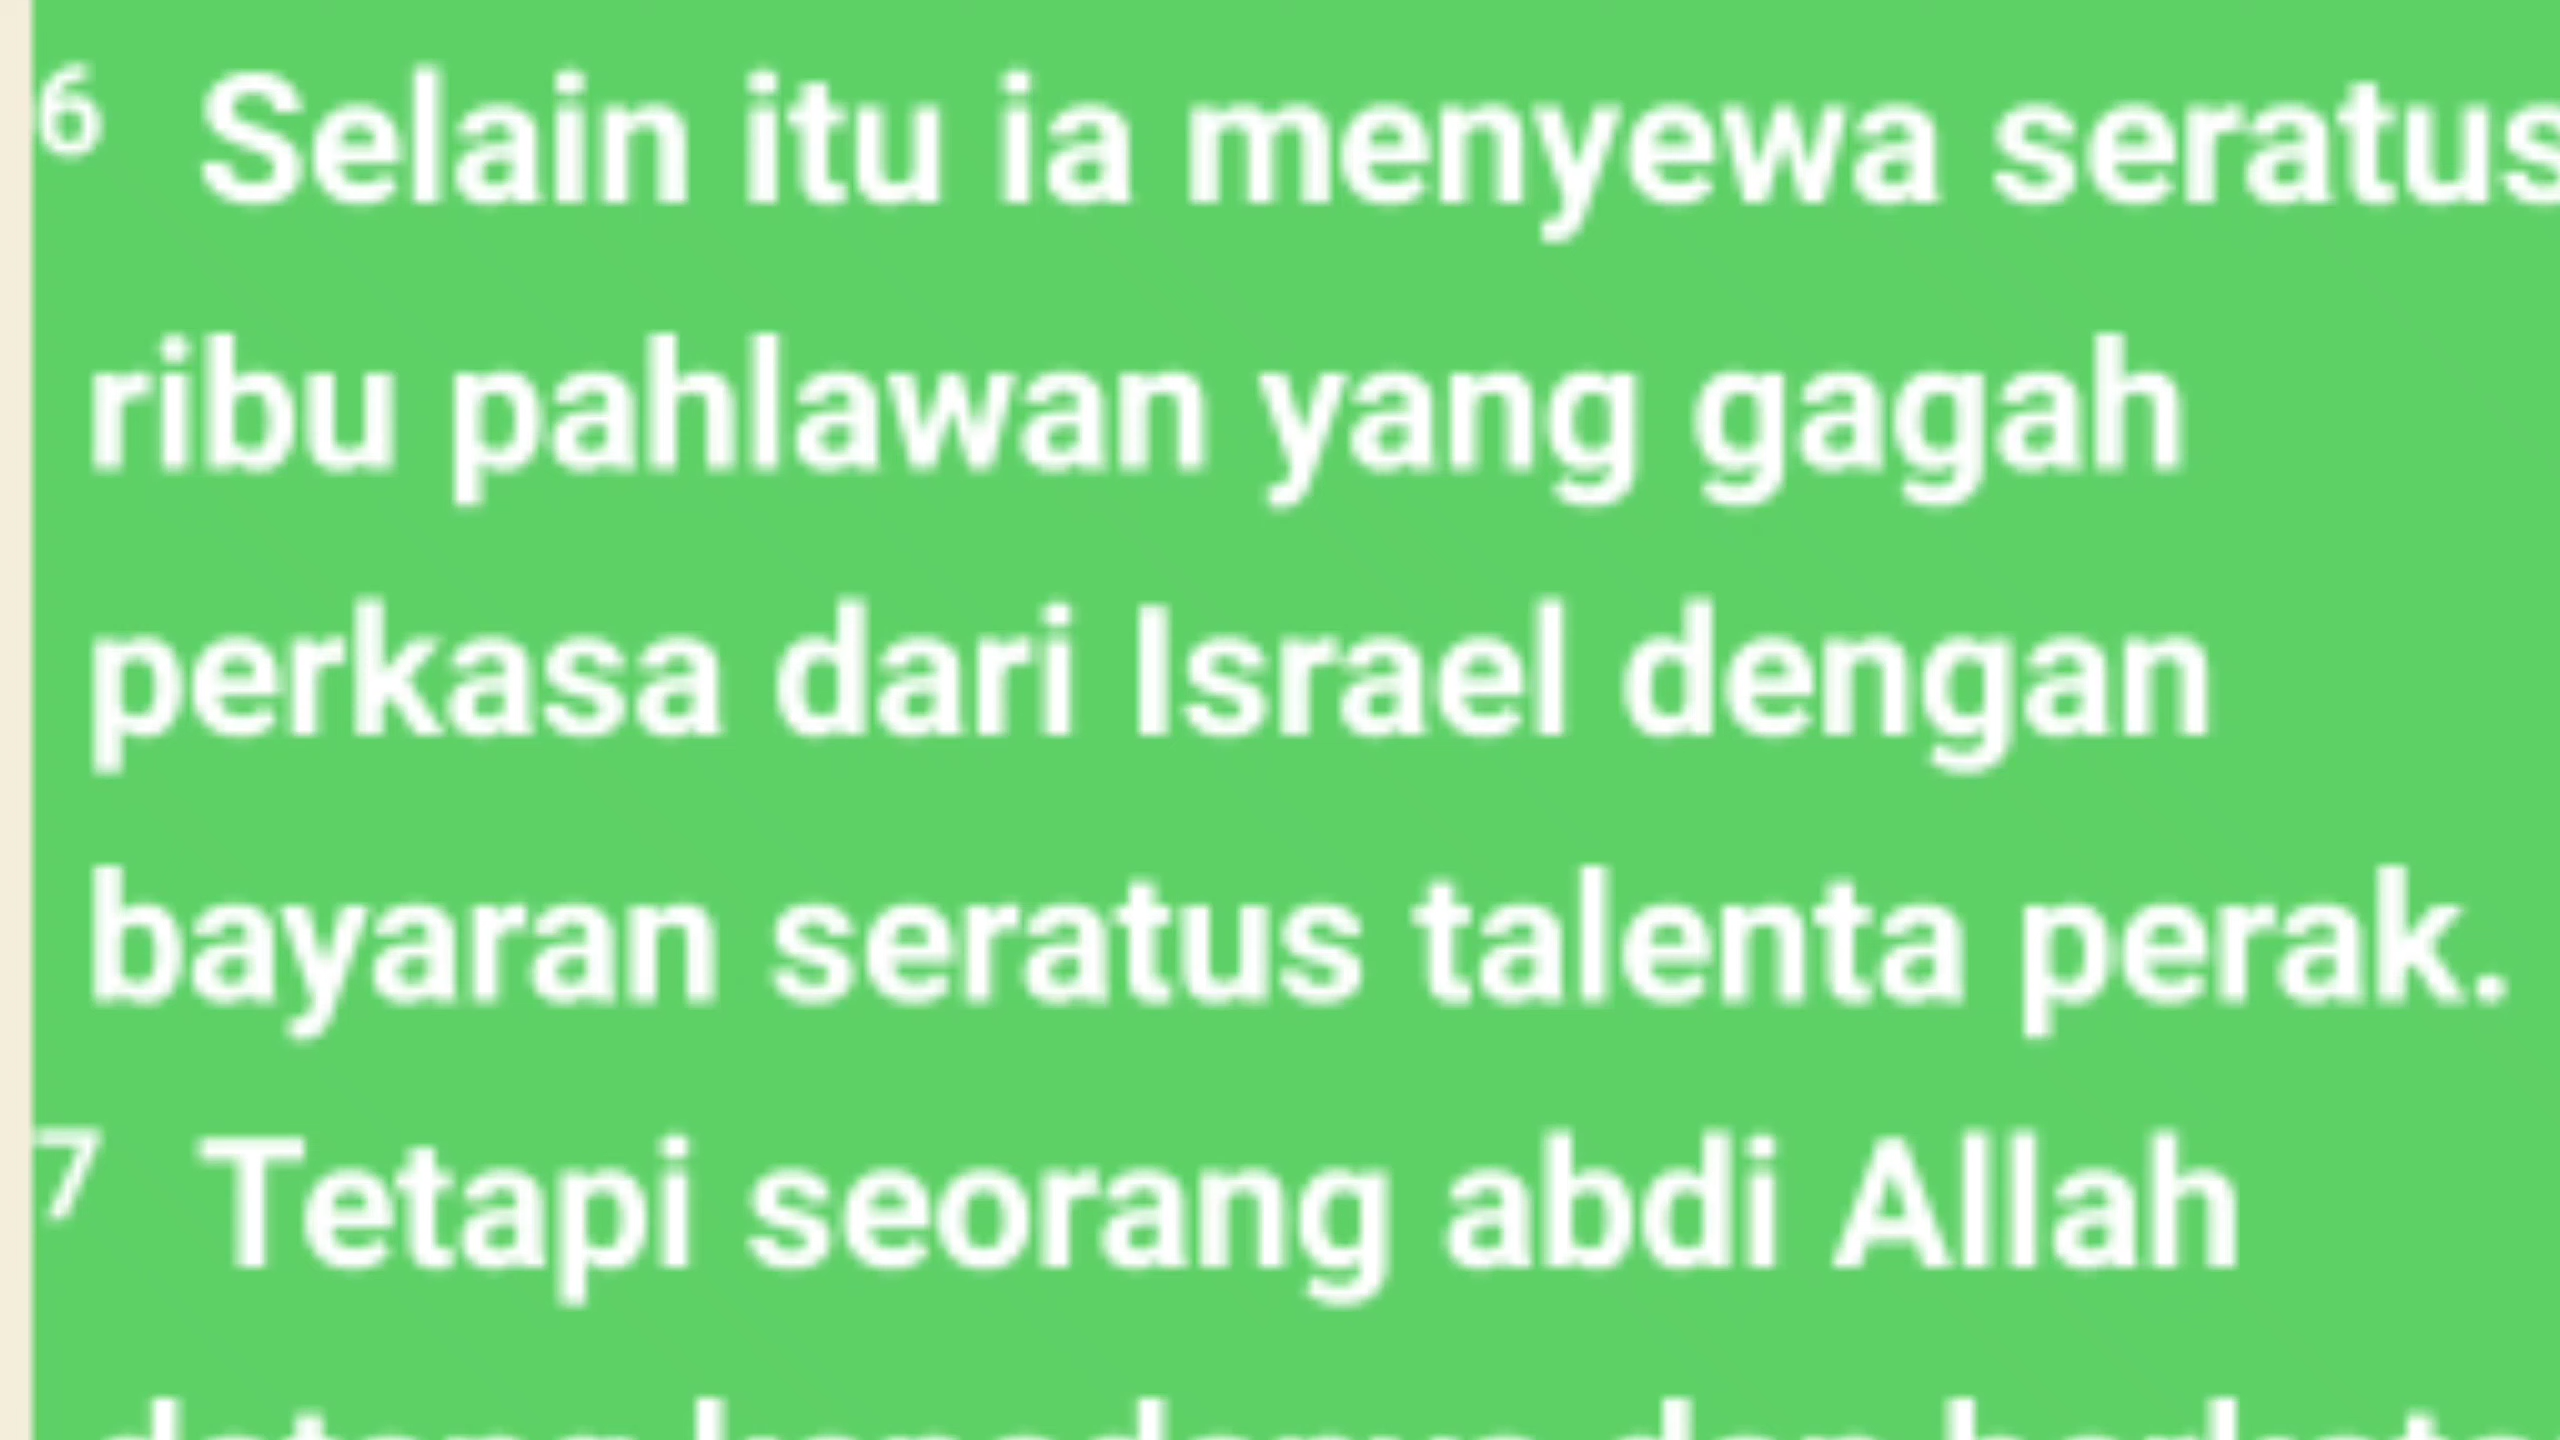 6 Selain itu ia menyewa seratus
ribu pahlawan yang gagah
perkasa dari Israel dengan
bayaran seratus talenta perak.
7 Tetapi seorang abdi Allah